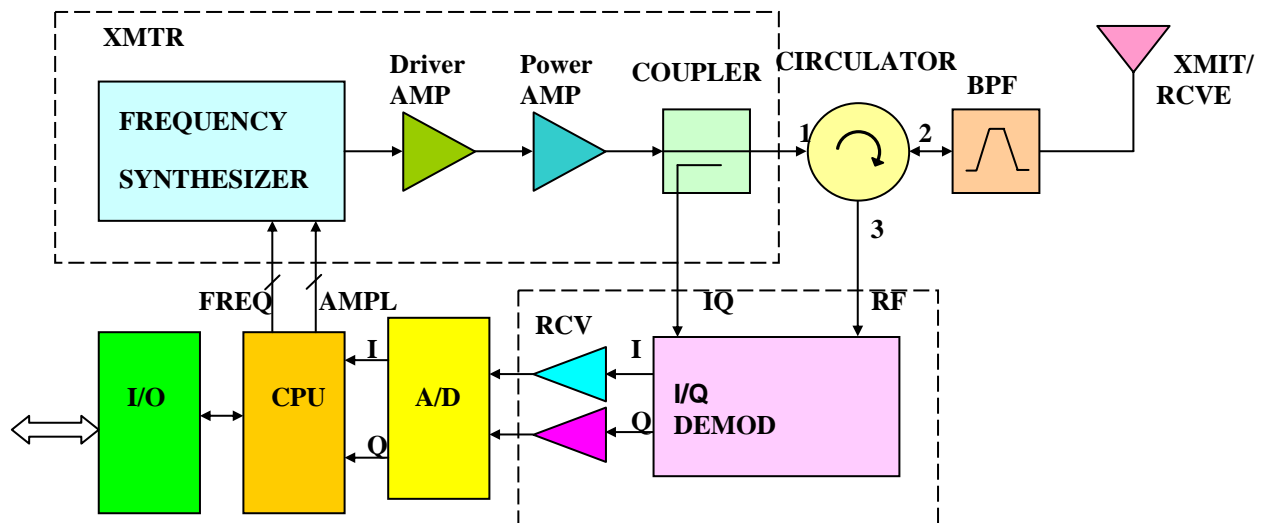 XMTR
Driver
AMP
Power
AMP
COUPLER
CIRCULATOR
BPF
XMIT/
RCVE
FREQUENCY
SYNTHESIZER
1
2
3
FREQ
AMPL
IQ
RF
RCV
I/O
CPU
I
Q
A/D
I
Q
I/Q
DEMOD